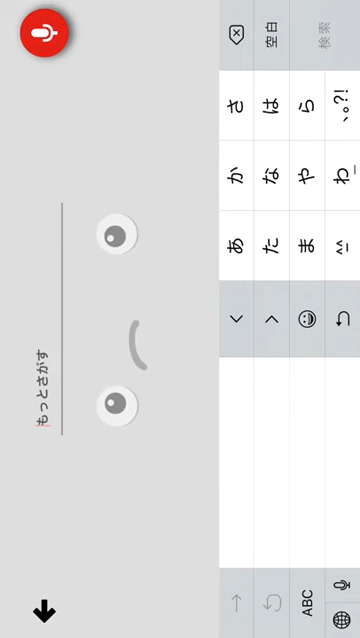 もっとさがす
あ か さ
た な は 空白
ABC ま や ら 検索
^_^ わ_ 、。?!